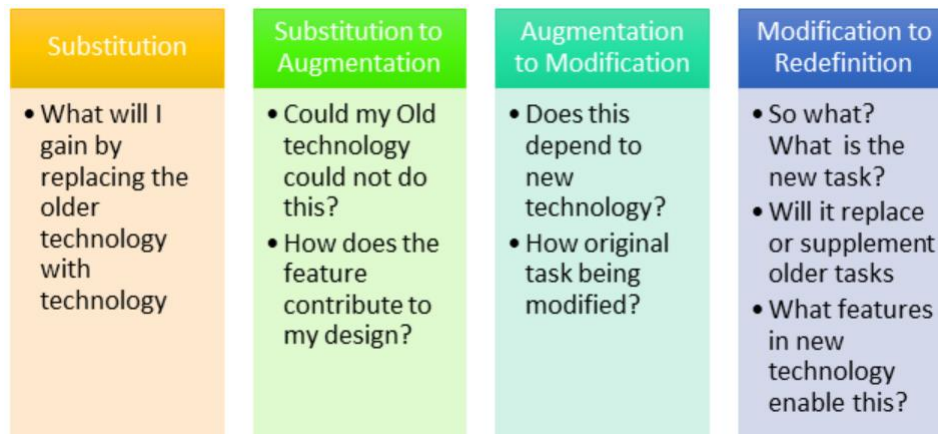 Substitution
• What will I
gain by
replacing the
older
technology
with
technology
Substitution to
Augmentation
• Could my Old
technology
could not do
this?
• How does the
feature
contribute to
my design?
Augmentation
to Modification
• Does this
depend to
new
technology?
• How original
task being
modified?
Modification to
Redefinition
• So what?
What is the
new task?
• Will it replace
or supplement
older tasks
• What features
in new
technology
enable this?